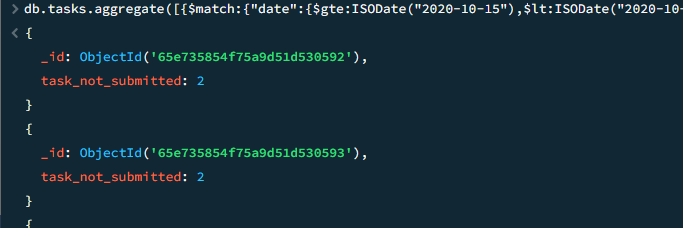 > db.tasks.aggregate([{$match:{"date":{$gte:ISODate("2020-10-15"),$lt:ISODate("2020-10-
< {
_id: ObjectId('65e735854f75a9d51d530592'),
task_not_submitted: 2
}
{
_id: ObjectId('65e735854f75a9d51d530593'),
task_not_submitted: 2
}
{